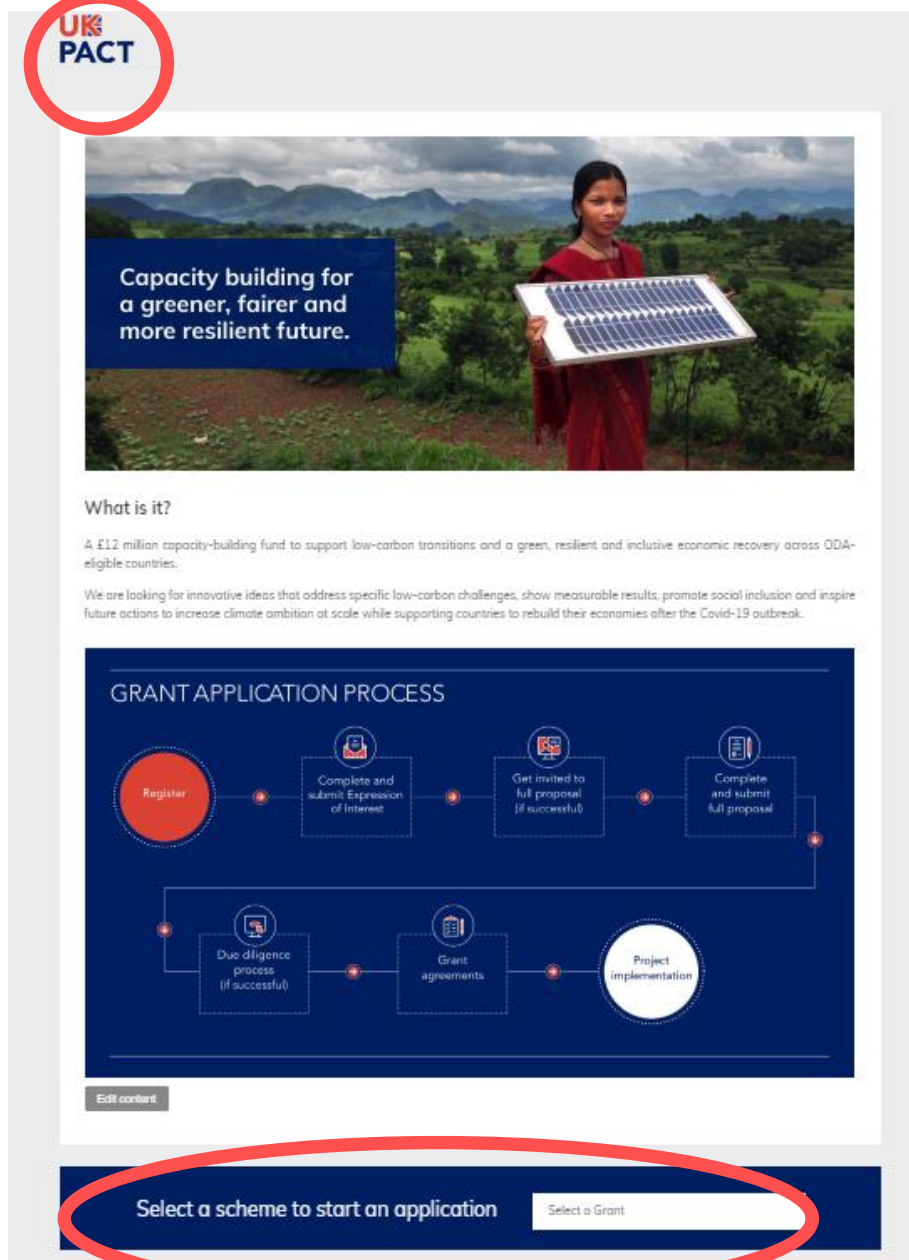 UK
PACT
Capacity building for
a greener, fairer and
more resilient future.
What is it?
A £12 million capacity-building fund to support low-carbon transitions and a green, resilient and inclusive economic recovery across ODA-
eligible countries.
We are looking for innovative ideas that address specific low-carbon challenges, show measurable results, promote social inclusion and inspire
future actions to increase climate ambition at scale while supporting countries to rebuild their economies after the Covid-19 outbreak.
GRANT APPLICATION PROCESS
Register
Complete and
submit Expression
of Interest
Get invited to
full proposal
(if successful)
Complete
and submit
full proposal
Due diligence
process
(if successful)
Grant
agreements
Project
implementation
Edit content
Select a scheme to start an application
Select a Grant